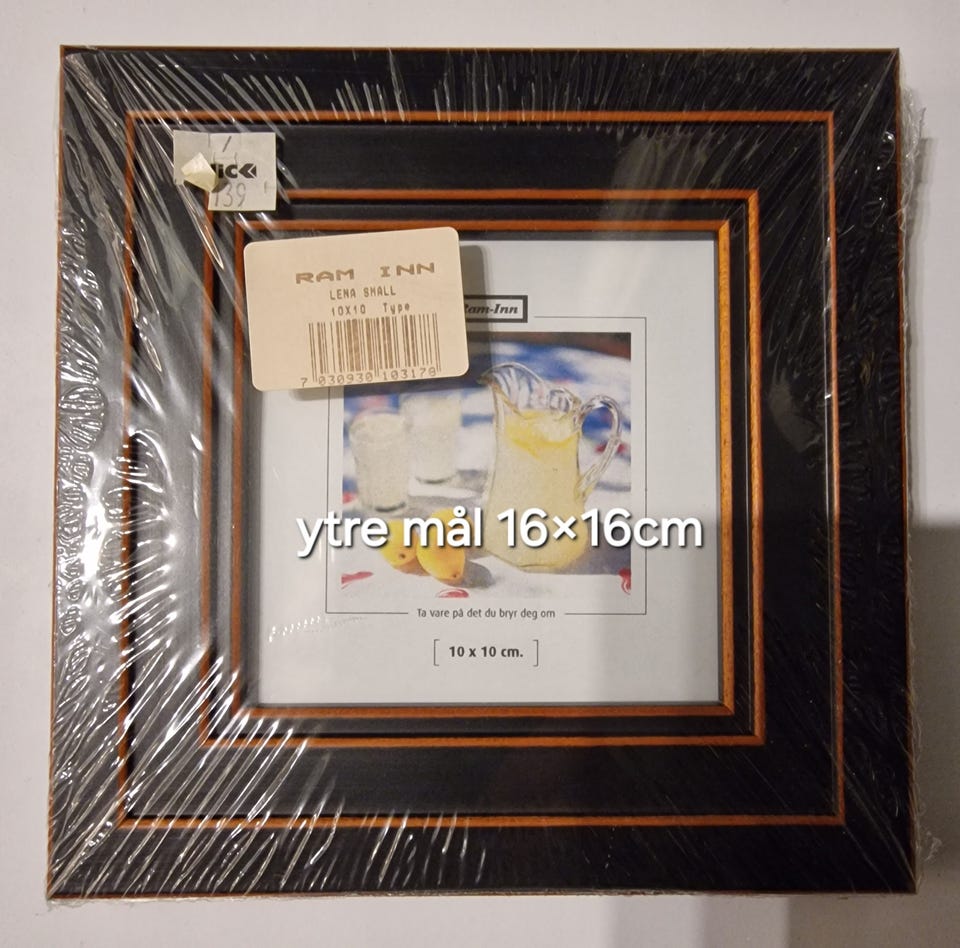 139
RAM INN
LENA SMALL
10X10 Type
7 030930 103178
Ram-Inn
ytre mål 16×16cm
Ta vare på det du bryr deg om
[ 10 x 10 cm. ]